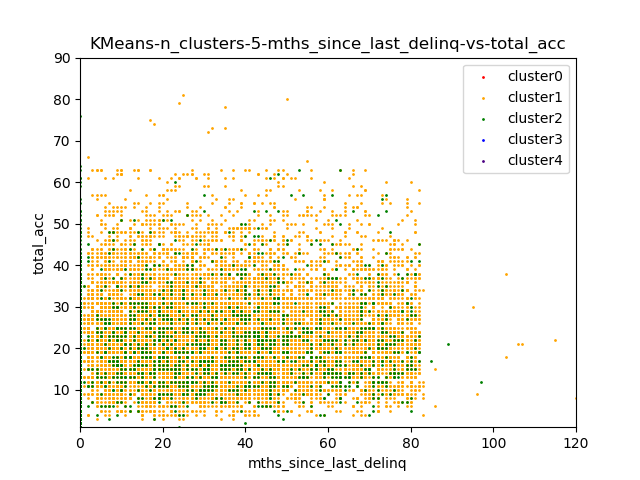 KMeans-n_clusters-5-mths_since_last_delinq-vs-total_acc
90
80
70
60
50
40
30
20
10
total_acc
cluster0
cluster1
cluster2
cluster3
cluster4
0 20 40 60 80 100 120
mths_since_last_delinq